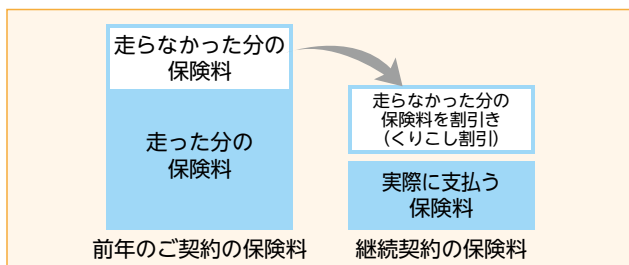 走らなかった分の
保険料
走った分の
保険料
前年のご契約の保険料
走らなかった分の
保険料を割引き
（くりこし割引）
実際に支払う
保険料
継続契約の保険料